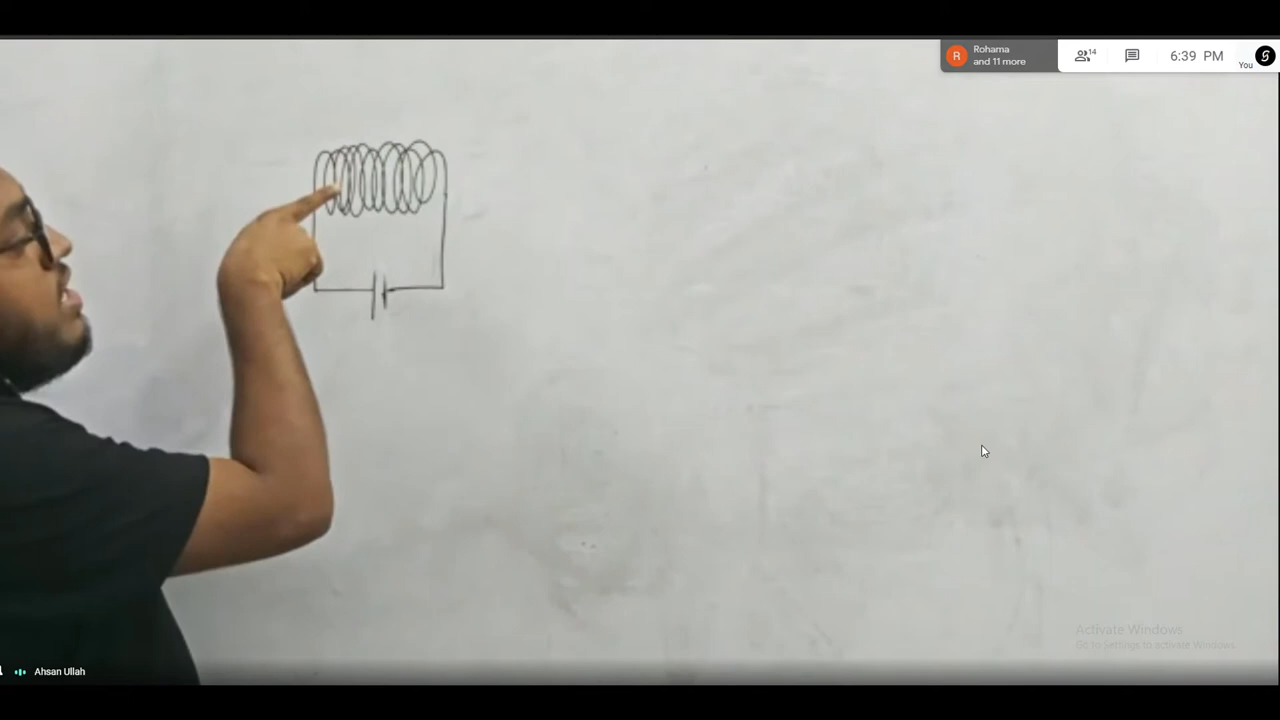 R
Rohama
and 11 more
14
6:39 PM
You
Activate Windows
Go to Settings to activate Windows.
Ahsan Ullah